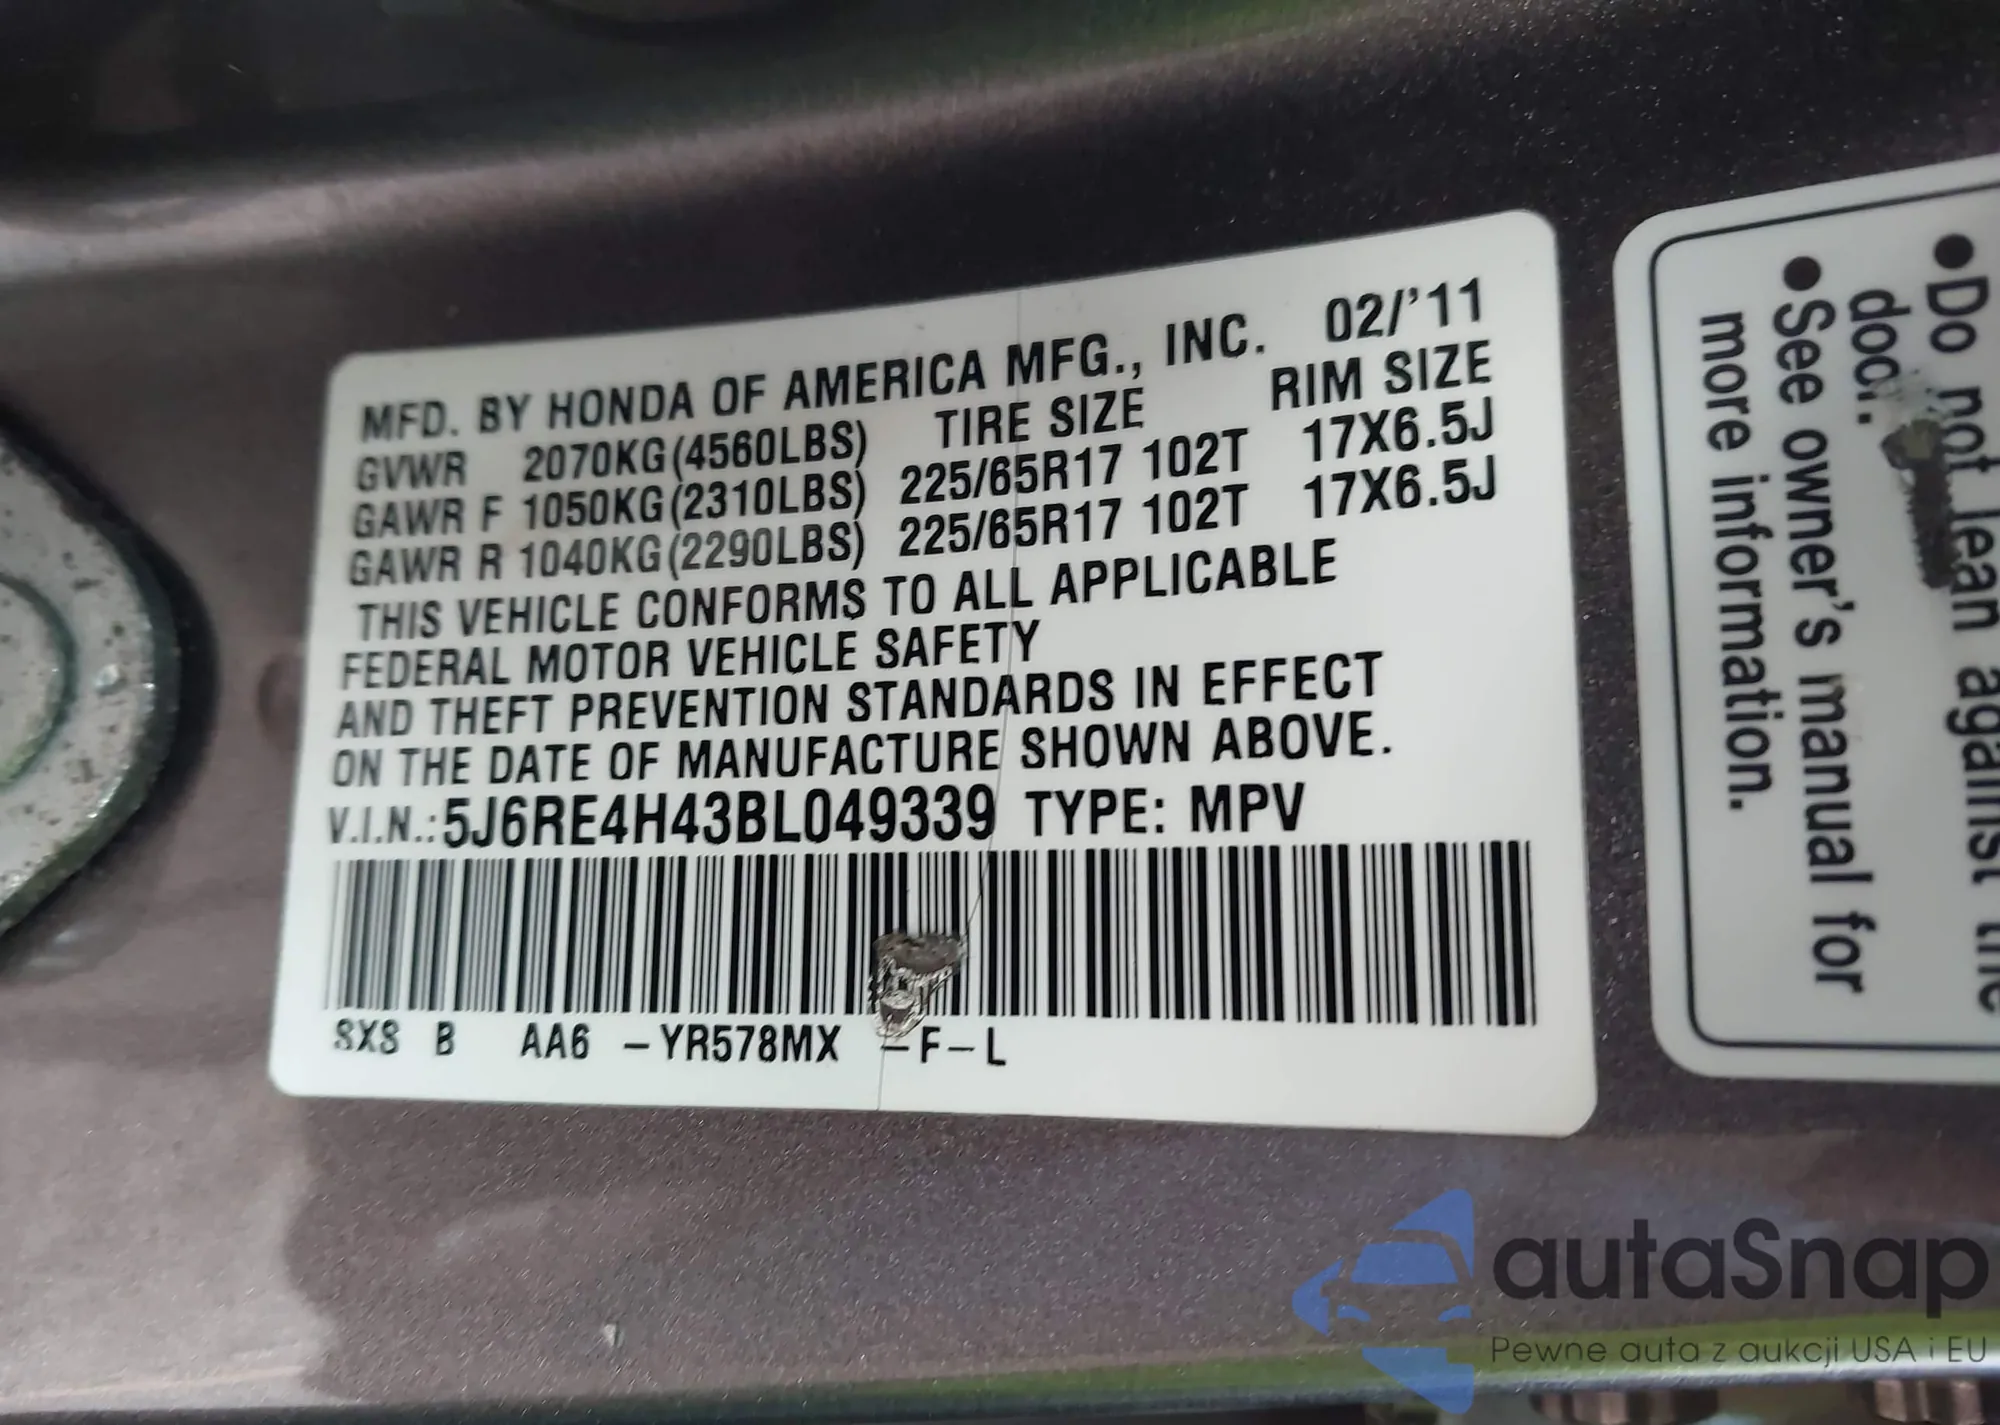 MFD. BY HONDA OF AMERICA MFG., INC. 02/'11
GVWR 2070KG(4560LBS) TIRE SIZE RIM SIZE
GAWR F 1050KG(2310LBS) 225/65R17 102T 17X6.5J
GAWR R 1040KG(2290LBS) 225/65R17 102T 17X6.5J
THIS VEHICLE CONFORMS TO ALL APPLICABLE
FEDERAL MOTOR VEHICLE SAFETY
AND THEFT PREVENTION STANDARDS IN EFFECT
ON THE DATE OF MANUFACTURE SHOWN ABOVE.
V.I.N.:5J6RE4H43BL049339 TYPE: MPV
SXS B AA6 -YR578MX -F-L
•Do not lean against the
door.
•See owner's manual for
more information.
autaSnap
Pewne auta z aukcji USA i EU